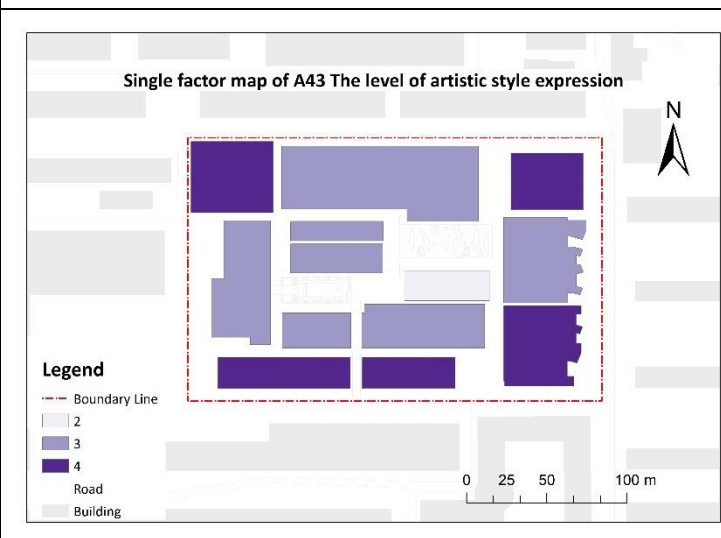 Single factor map of A43 The level of artistic style expression
N
Legend
Boundary Line
2
3
4
Road
Building
0 25 50 100 m